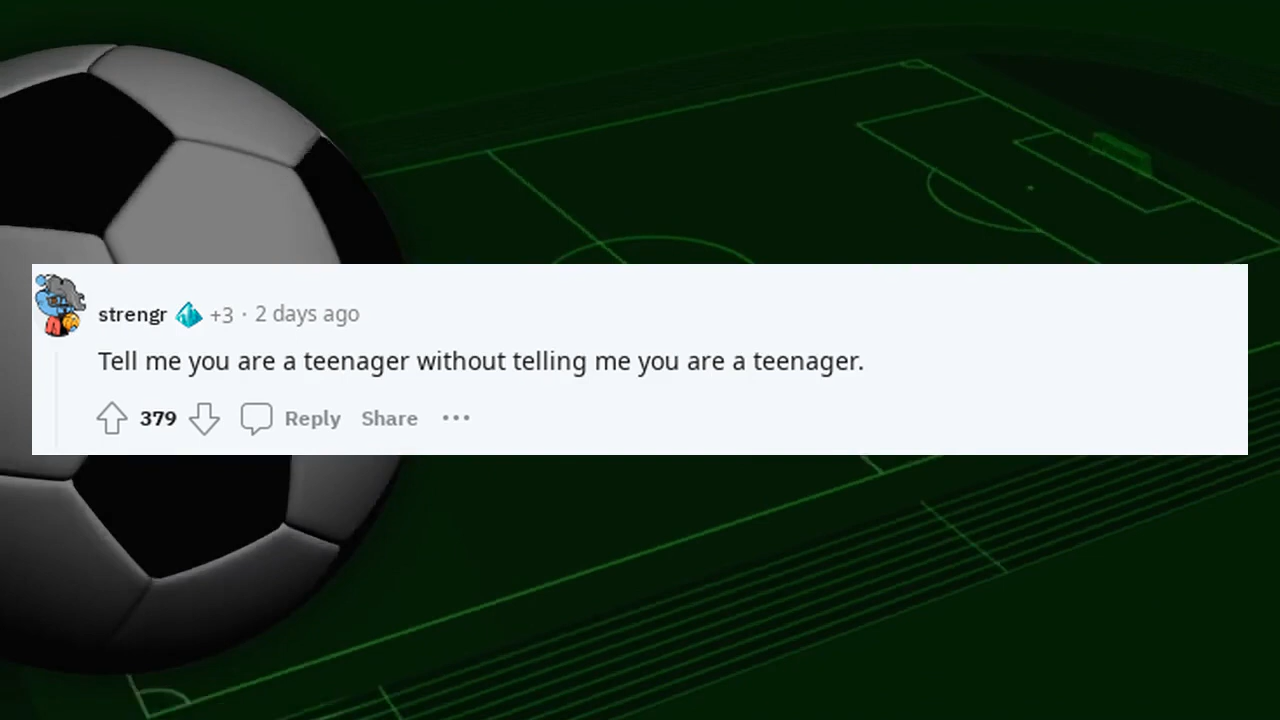 strengr +3 · 2 days ago
Tell me you are a teenager without telling me you are a teenager.
379 Reply Share ···